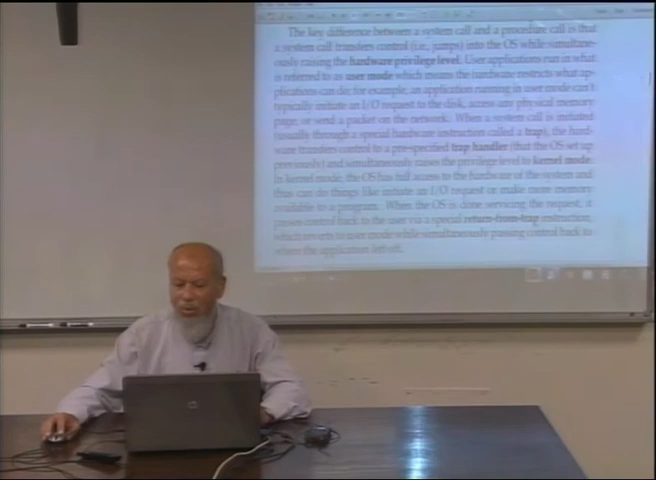 The key difference between a system call and a procedure call is that
a system call transfers control (i.e., jumps) into the OS while simultane-
ously raising the hardware privilege level. User applications run in what
is referred to as user mode which means the hardware restricts what ap-
plications can do; for example, an application running in user mode can't
typically initiate an I/O request to the disk, access any physical memory
page, or send a packet on the network. When a system call is initiated
(usually through a special hardware instruction called a trap), the hard-
ware transfers control to a pre-specified trap handler (that the OS set up
previously) and simultaneously raises the privilege level to kernel mode.
In kernel mode, the OS has full access to the hardware of the system and
thus can do things like initiate an I/O request or make more memory
available to a program. When the OS is done servicing the request, it
passes control back to the user via a special return-from-trap instruction,
which reverts to user mode while simultaneously passing control back to
where the application left off.
hp